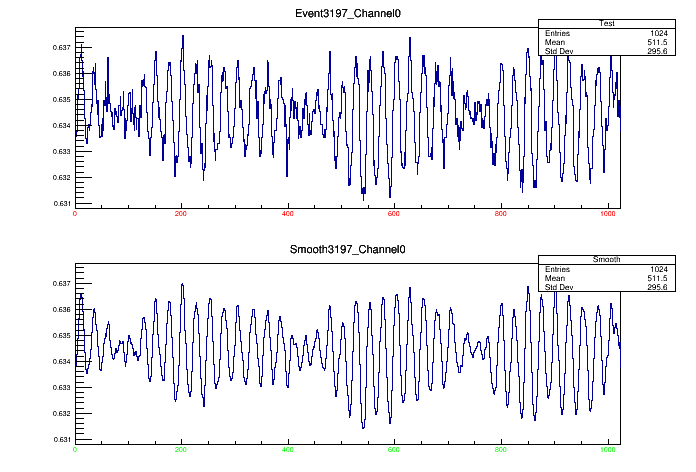 Event3197_Channel0
Test
Entries 1024
Mean 511.5
Std Dev 295.6
0.637
0.636
0.635
0.634
0.633
0.632
0.631
0 200 400 600 800 1000
Smooth3197_Channel0
Smooth
Entries 1024
Mean 511.5
Std Dev 295.6
0.637
0.636
0.635
0.634
0.633
0.632
0.631
0 200 400 600 800 1000